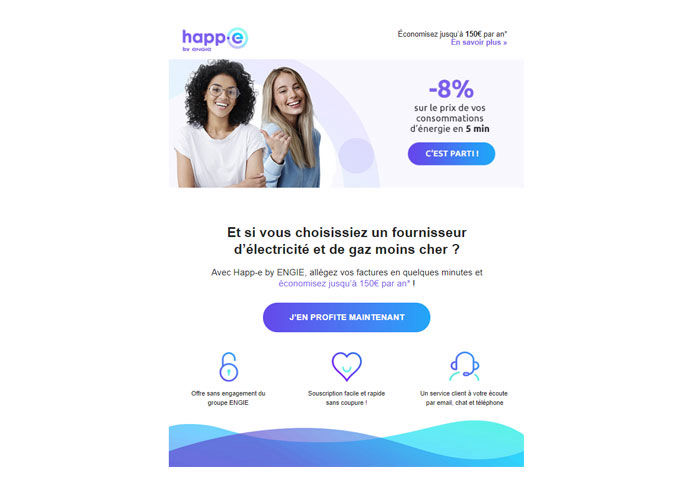 happ-e
by ENGIE
Économisez jusqu'à 150€ par an*
En savoir plus »
-8%
sur le prix de vos
consommations
d'énergie en 5 min
C'EST PARTI !
Et si vous choisissiez un fournisseur
d'électricité et de gaz moins cher ?
Avec Happ-e by ENGIE, allégez vos factures en quelques minutes et
économisez jusqu'à 150€ par an* !
J'EN PROFITE MAINTENANT
Offre sans engagement du
groupe ENGIE
Souscription facile et rapide
sans coupure !
Un service client à votre écoute
par email, chat et téléphone